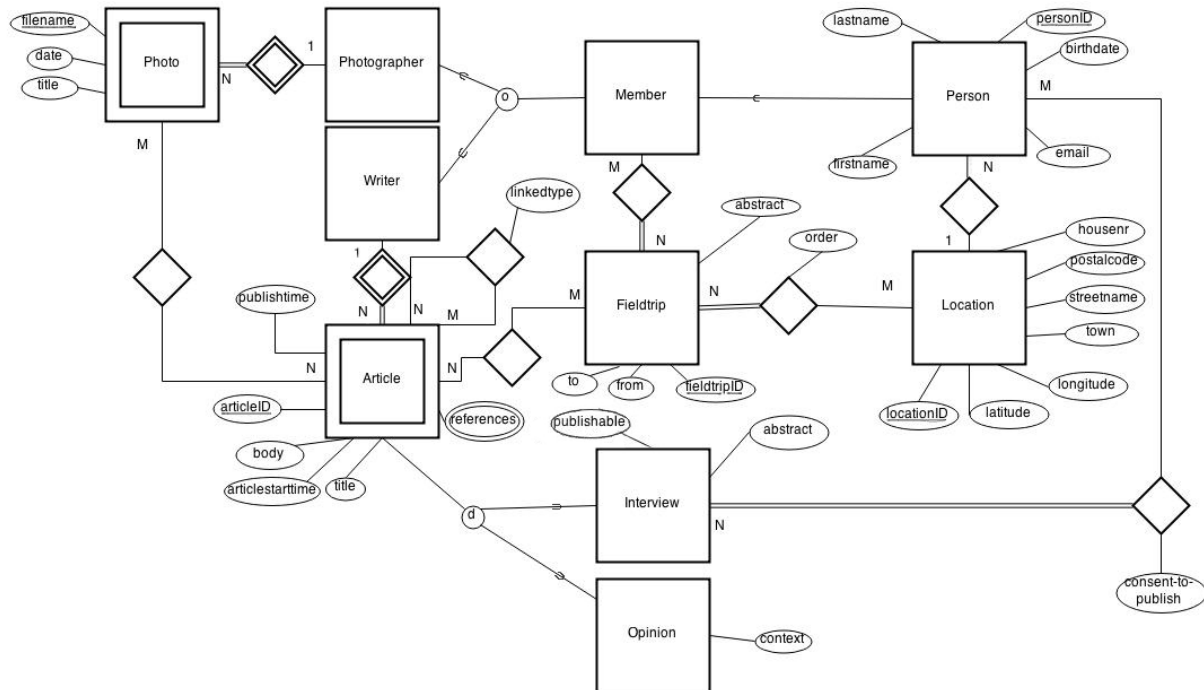 filename
date
title
Photo
N
1
Photographer
Writer
M
o
Member
c
c
c
lastname
personID
birthdate
Person
M
firstname
email
M
N
linkedtype
abstract
order
N
1
housenr
postalcode
streetname
town
longitude
latitude
locationID
Location
N
M
Fieldtrip
M
to
from
fieldtripID
1
N
N
M
N
N
publishtime
Article
articleID
references
body
articlestarttime
title
d
publishable
abstract
Interview
N
consent-to-
publish
Opinion
context